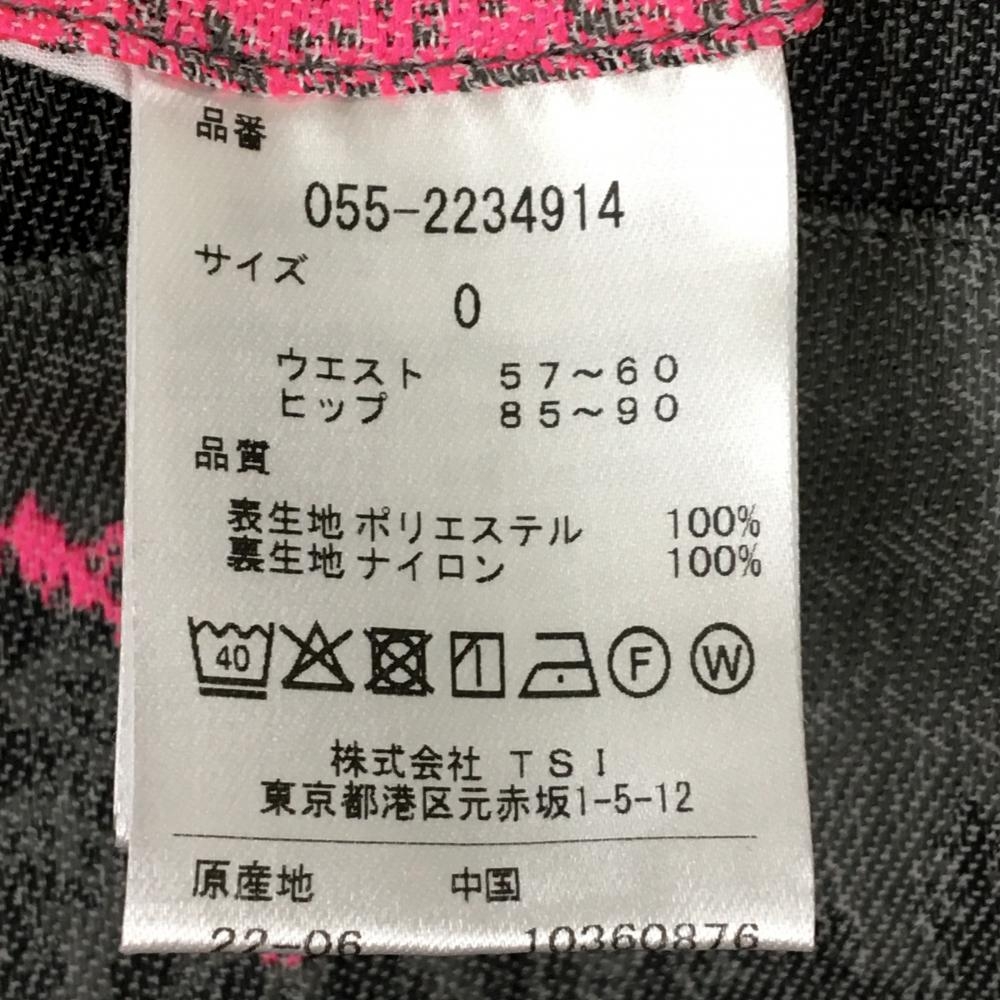 品番
055-2234914
サイズ
0
ウエスト 57～60
ヒップ 85～90
品質
表生地 ポリエステル 100%
裏生地 ナイロン 100%
40 F W
株式会社 TSI
東京都港区元赤坂1-5-12
原産地 中国
22-06 10360876